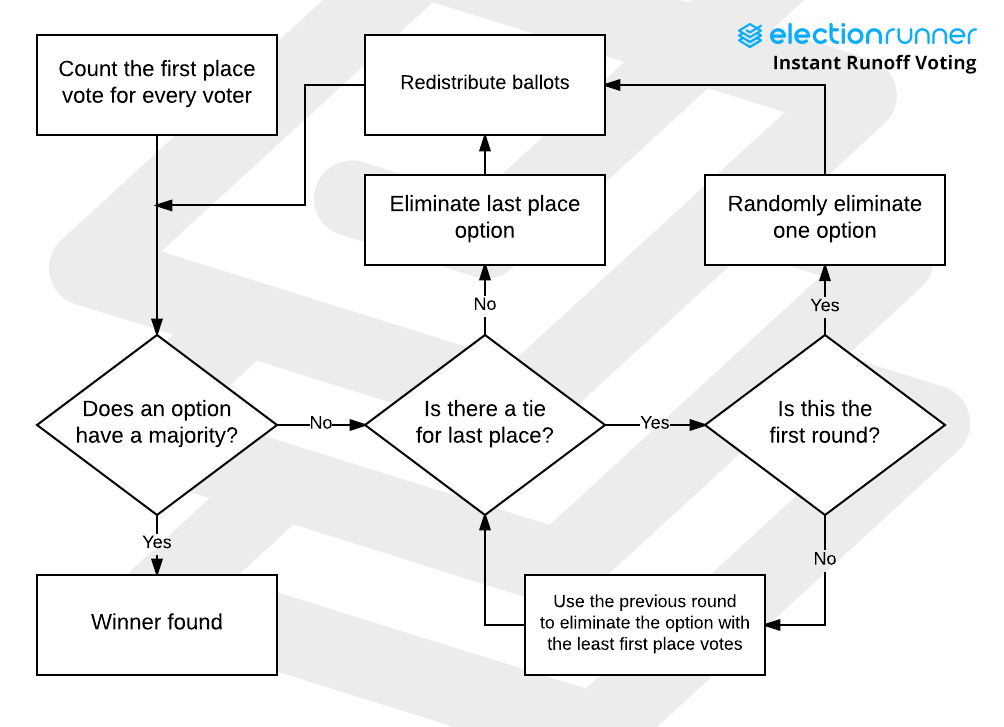 electionrunner
Instant Runoff Voting
Count the first place
vote for every voter
Redistribute ballots
Eliminate last place
option
Randomly eliminate
one option
No
Yes
Does an option
have a majority?
No
Is there a tie
for last place?
Yes
Is this the
first round?
Yes
No
Winner found
Use the previous round
to eliminate the option with
the least first place votes